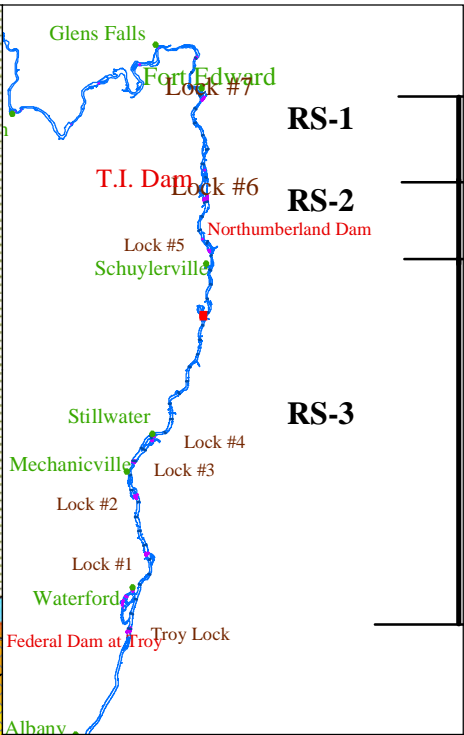 Glens Falls
Fort Edward
Lock #7
RS-1
T.I. Dam
Lock #6
RS-2
Northumberland Dam
Lock #5
Schuylerville
RS-3
Stillwater
Lock #4
Mechanicville
Lock #3
Lock #2
Lock #1
Waterford
Troy Lock
Federal Dam at Troy
Albany